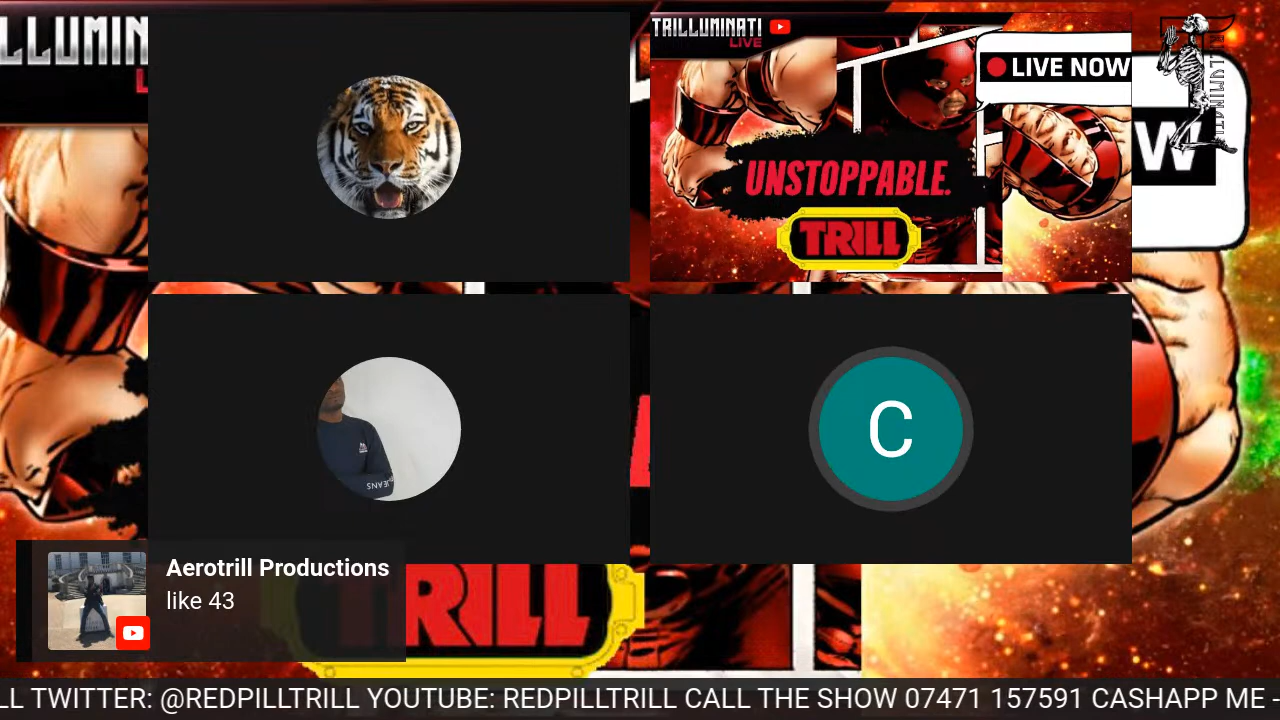 LLUMIN
L
TRILLUMINATI
LIVE
LIVE NOW
W
UNSTOPPABLE.
TRILL
C
JEANS
Aerotrill Productions
like 43
TRILL
LL TWITTER: @REDPILLTRILL YOUTUBE: REDPILLTRILL CALL THE SHOW 07471 157591 CASHAPP ME -